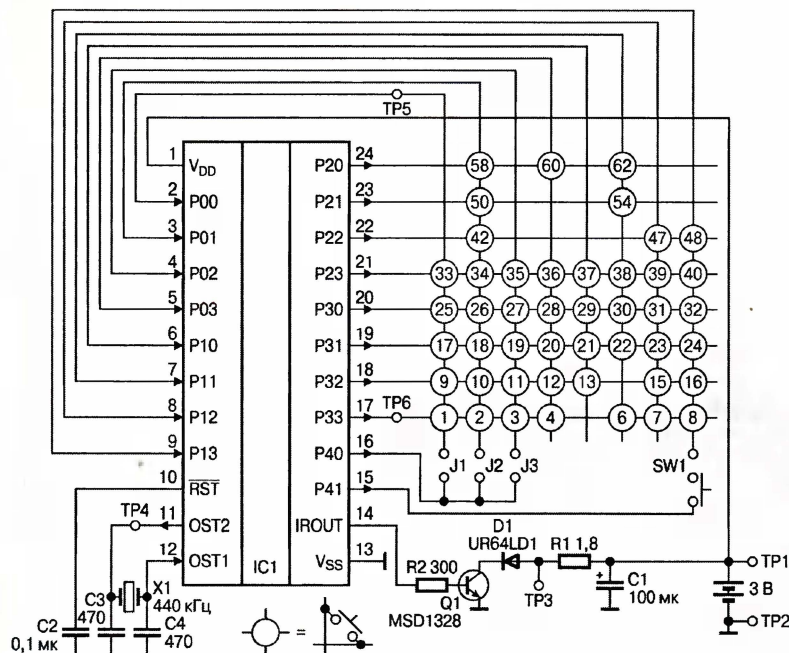 TP5
1 VDD P20 24 58 60 62
2 P00 P21 23 50 54
3 P01 P22 22 42 47 48
4 P02 P23 21 33 34 35 36 37 38 39 40
5 P03 P30 20 25 26 27 28 29 30 31 32
6 P10 P31 19 17 18 19 20 21 22 23 24
7 P11 P32 18 9 10 11 12 13 15 16
8 P12 P33 17 TP6 1 2 3 4 6 7 8
9 P13 P40 16 J1 J2 J3 SW1
10 RST P41 15
TP4 11 OST2 IROUT 14
12 OST1 VSS 13
IC1
D1
UR64LD1 R1 1,8 TP1
R2 300
TP3
C1
100 мк
3 В
Q1
MSD1328
TP2
X1
440 кГц
C2
0,1 мк
C3
470
C4
470
=